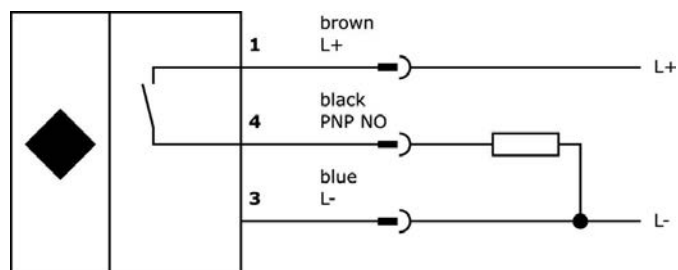 brown
1 L+
L+
black
4 PNP NO
blue
3 L-
L-